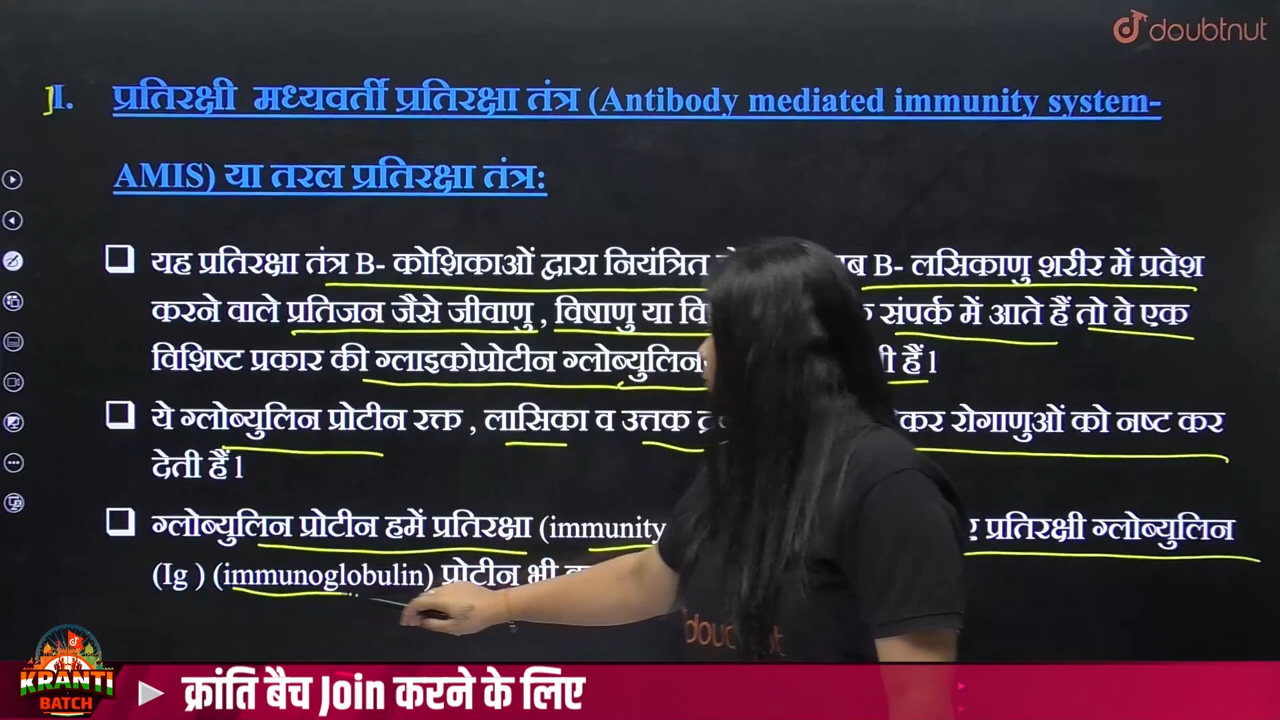 doubtnut
I. प्रतिरक्षी मध्यवर्ती प्रतिरक्षा तंत्र (Antibody mediated immunity system-
AMIS) या तरल प्रतिरक्षा तंत्र:
यह प्रतिरक्षा तंत्र B- कोशिकाओं द्वारा नियंत्रित B- लसिकाणु शरीर में प्रवेश
करने वाले प्रतिजन जैसे जीवाणु , विषाणु या संपर्क में आते हैं तो वे एक
विशिष्ट प्रकार की ग्लाइकोप्रोटीन ग्लोब्युलिन हैं।
ये ग्लोब्युलिन प्रोटीन रक्त , लासिका व उत्तक कर रोगाणुओं को नष्ट कर
देती हैं।
ग्लोब्युलिन प्रोटीन हमें प्रतिरक्षा (immunity प्रतिरक्षी ग्लोब्युलिन
(Ig ) (immunoglobulin) प्रोटीन भी
doubtnut
KRANTI
BATCH
क्रांति बैच Join करने के लिए